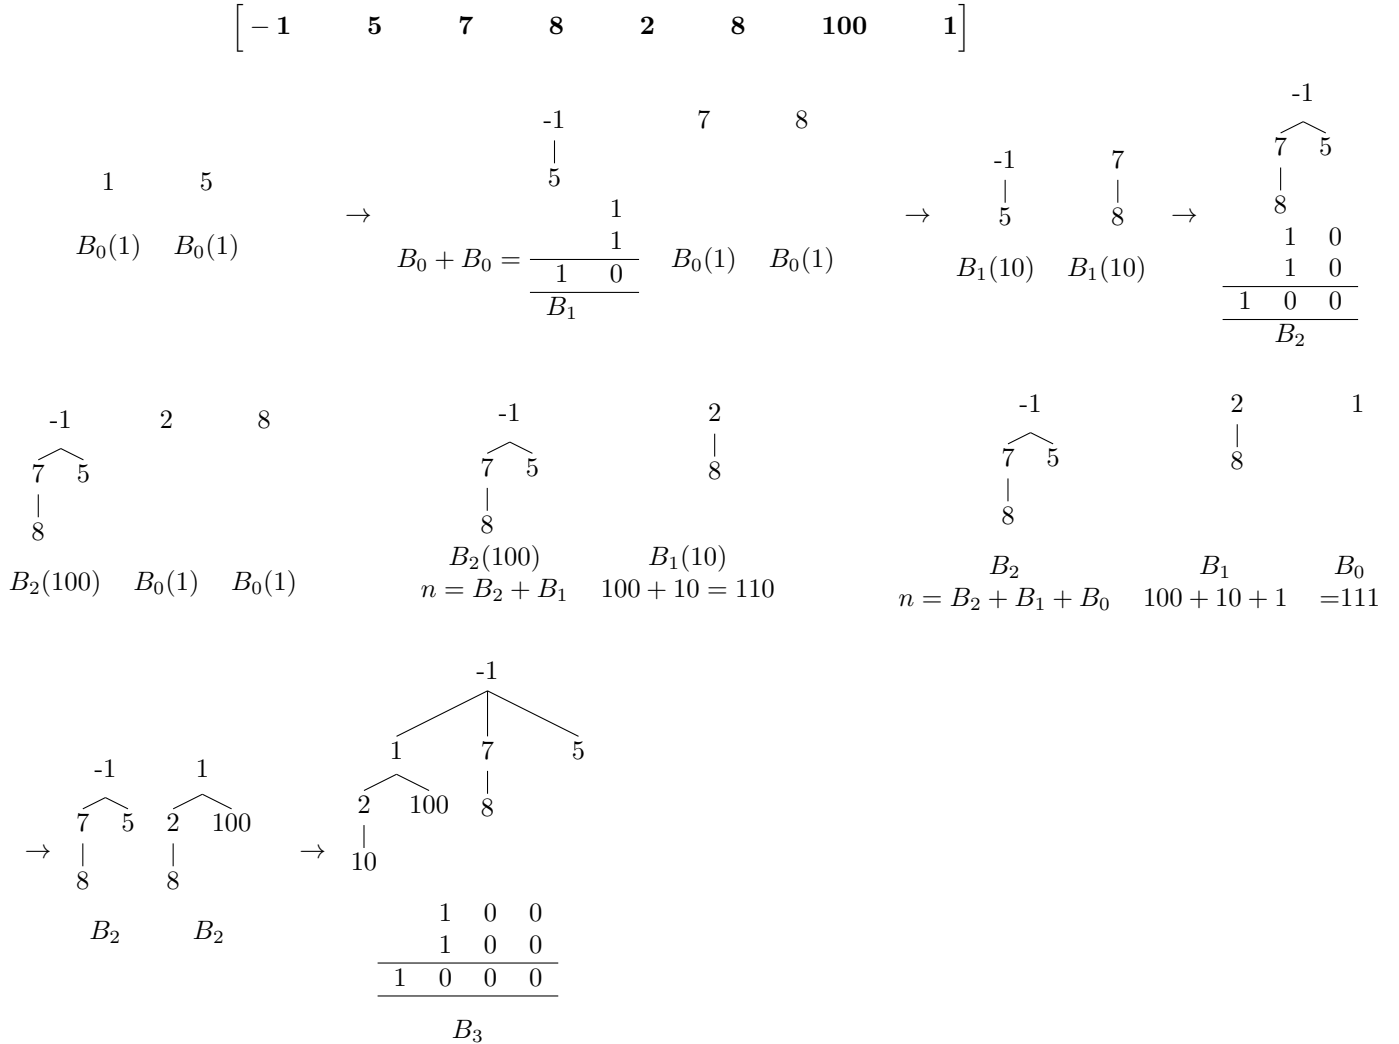 [ -1 5 7 8 2 8 100 1 ]
1 5
B₀(1) B₀(1)
→
-1 7 8
5
1
1
B₀ + B₀ = 1 0 B₀(1) B₀(1)
B₁
→
-1 7
5 8
B₁(10) B₁(10)
→
-1
7 5
8
1 0
1 0
1 0 0
B₂
-1 2 8
7 5
8
B₂(100) B₀(1) B₀(1)
-1 2
7 5 8
8
B₂(100) B₁(10)
n = B₂ + B₁ 100 + 10 = 110
-1 2 1
7 5 8
8
B₂ B₁ B₀
n = B₂ + B₁ + B₀ 100 + 10 + 1 =111
→
-1 1
7 5 2 100
8 8
B₂ B₂
→
-1
1 7 5
2 100 8
10
1 0 0
1 0 0
1 0 0 0
B₃